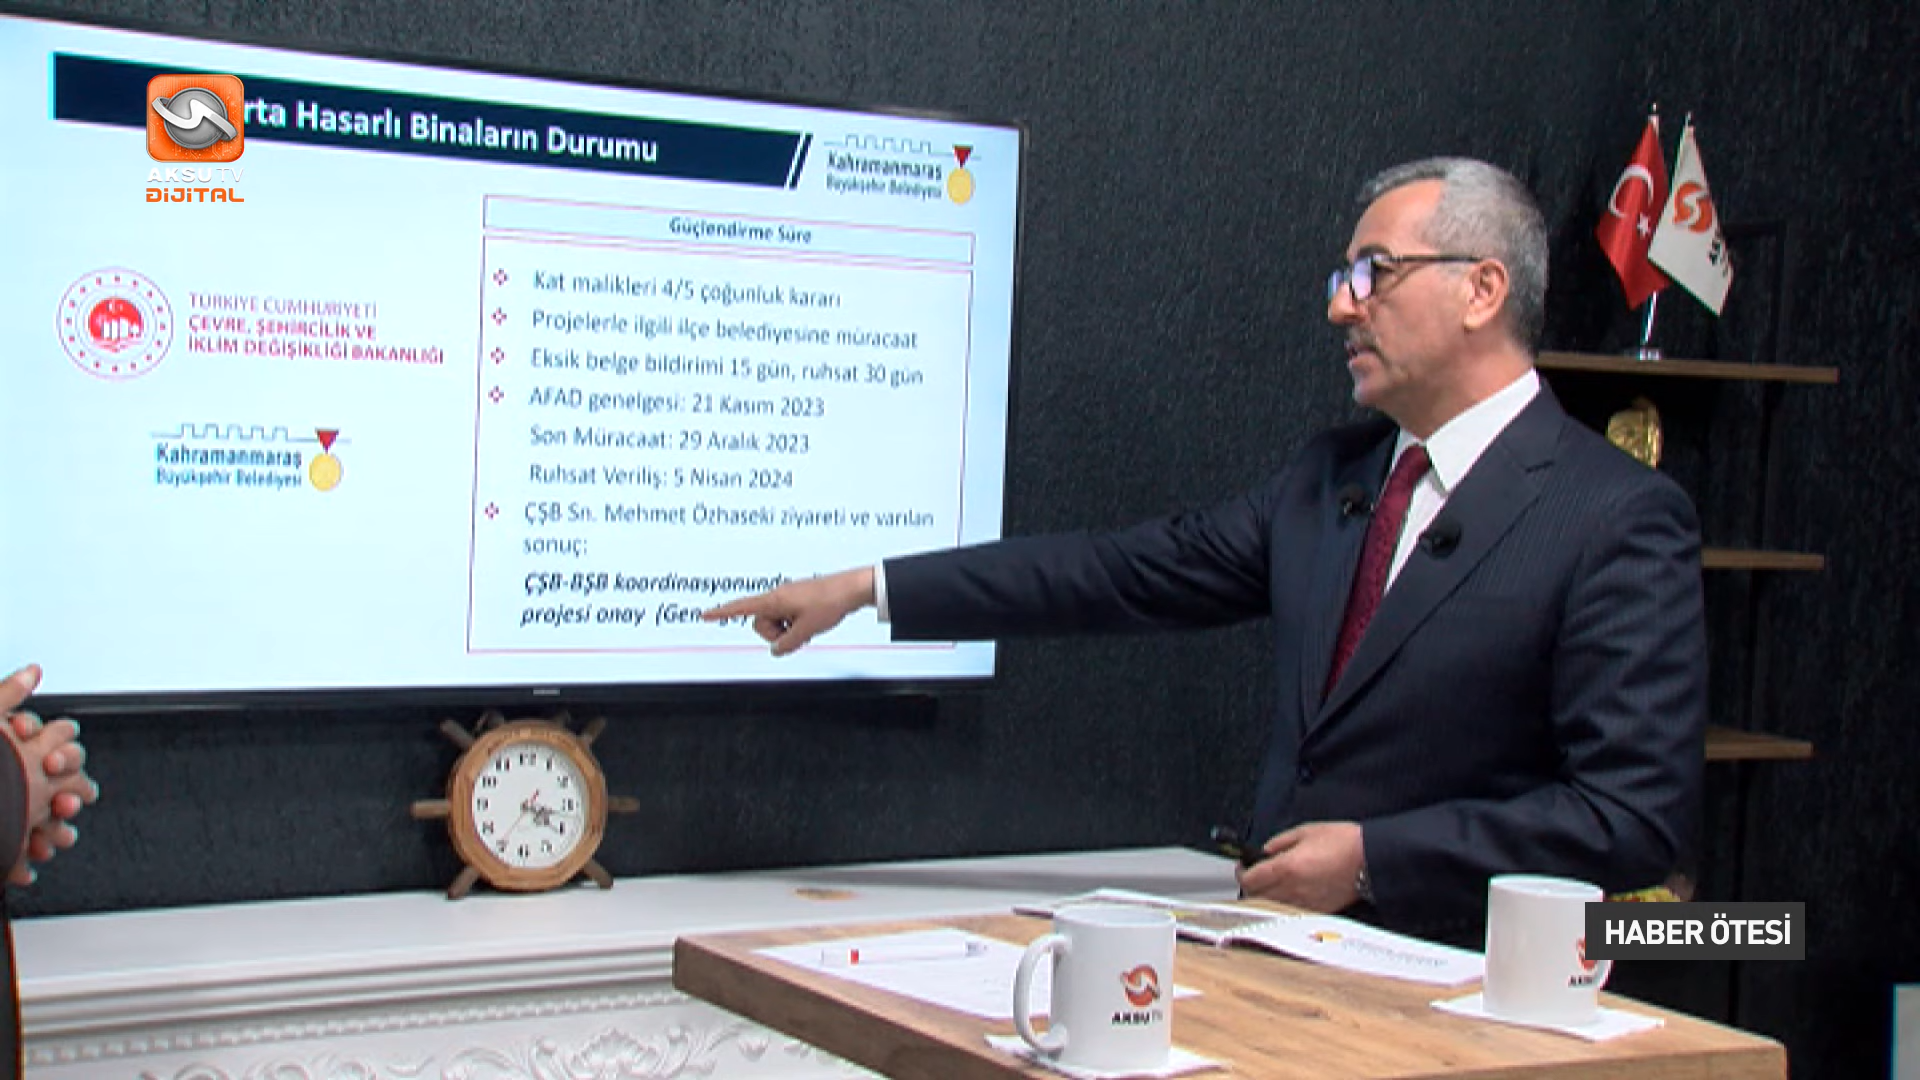 rta Hasarlı Binaların Durumu
AKSU TV
DİJİTAL
Kahramanmaraş
Büyükşehir Belediyesi
Güçlendirme Süre
Kat malikleri 4/5 çoğunluk kararı
Projelerle ilgili ilçe belediyesine müracaat
Eksik belge bildirimi 15 gün, ruhsat 30 gün
AFAD genelgesi: 21 Kasım 2023
Son Müracaat: 29 Aralık 2023
Ruhsat Veriliş: 5 Nisan 2024
ÇŞB Sn. Mehmet Özhaseki ziyareti ve varılan
sonuç:
ÇŞB-BŞB koordinasyonunda
projesi onay
TÜRKİYE CUMHURİYETİ
ÇEVRE, ŞEHİRCİLİK VE
İKLİM DEĞİŞİKLİĞİ BAKANLIĞI
Kahramanmaraş
Büyükşehir Belediyesi
HABER ÖTESİ
AKSU TV